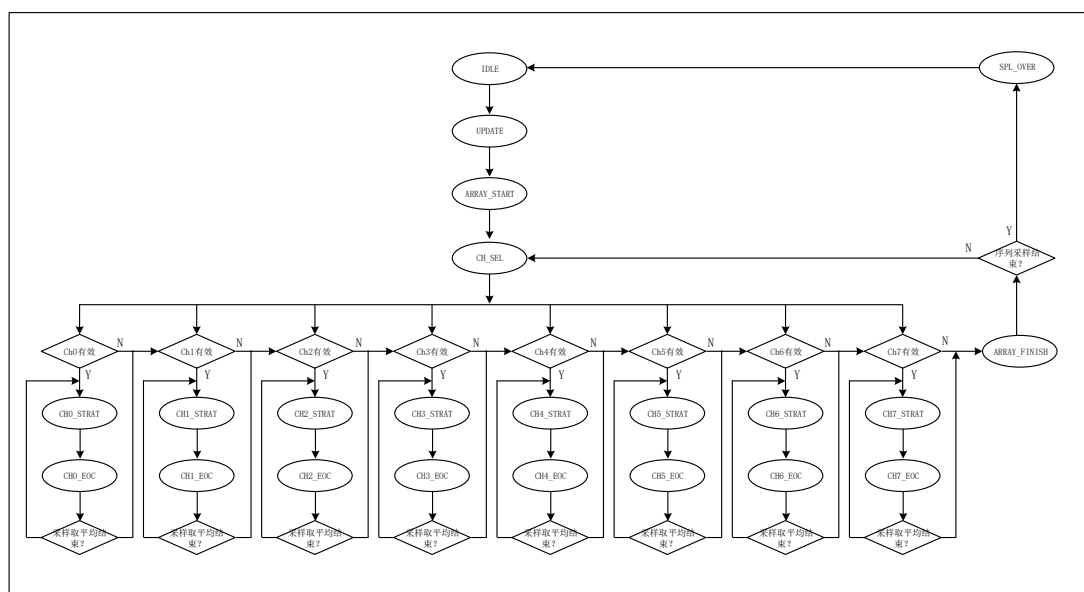 IDLE
SPL_OVER
UPDATE
ARRAY_START
Y
CH_SEL
N
序列采样结
束？
Ch0有效
N
Ch1有效
N
Ch2有效
N
Ch3有效
N
Ch4有效
N
Ch5有效
N
Ch6有效
N
Ch7有效
N
ARRAY_FINISH
Y
Y
Y
Y
Y
Y
Y
Y
CH0_STRAT
CH1_STRAT
CH2_STRAT
CH3_STRAT
CH4_STRAT
CH5_STRAT
CH6_STRAT
CH7_STRAT
CH0_EOC
CH1_EOC
CH2_EOC
CH3_EOC
CH4_EOC
CH5_EOC
CH6_EOC
CH7_EOC
采样取平均结
束？
采样取平均结
束？
采样取平均结
束？
采样取平均结
束？
采样取平均结
束？
采样取平均结
束？
采样取平均结
束？
采样取平均结
束？